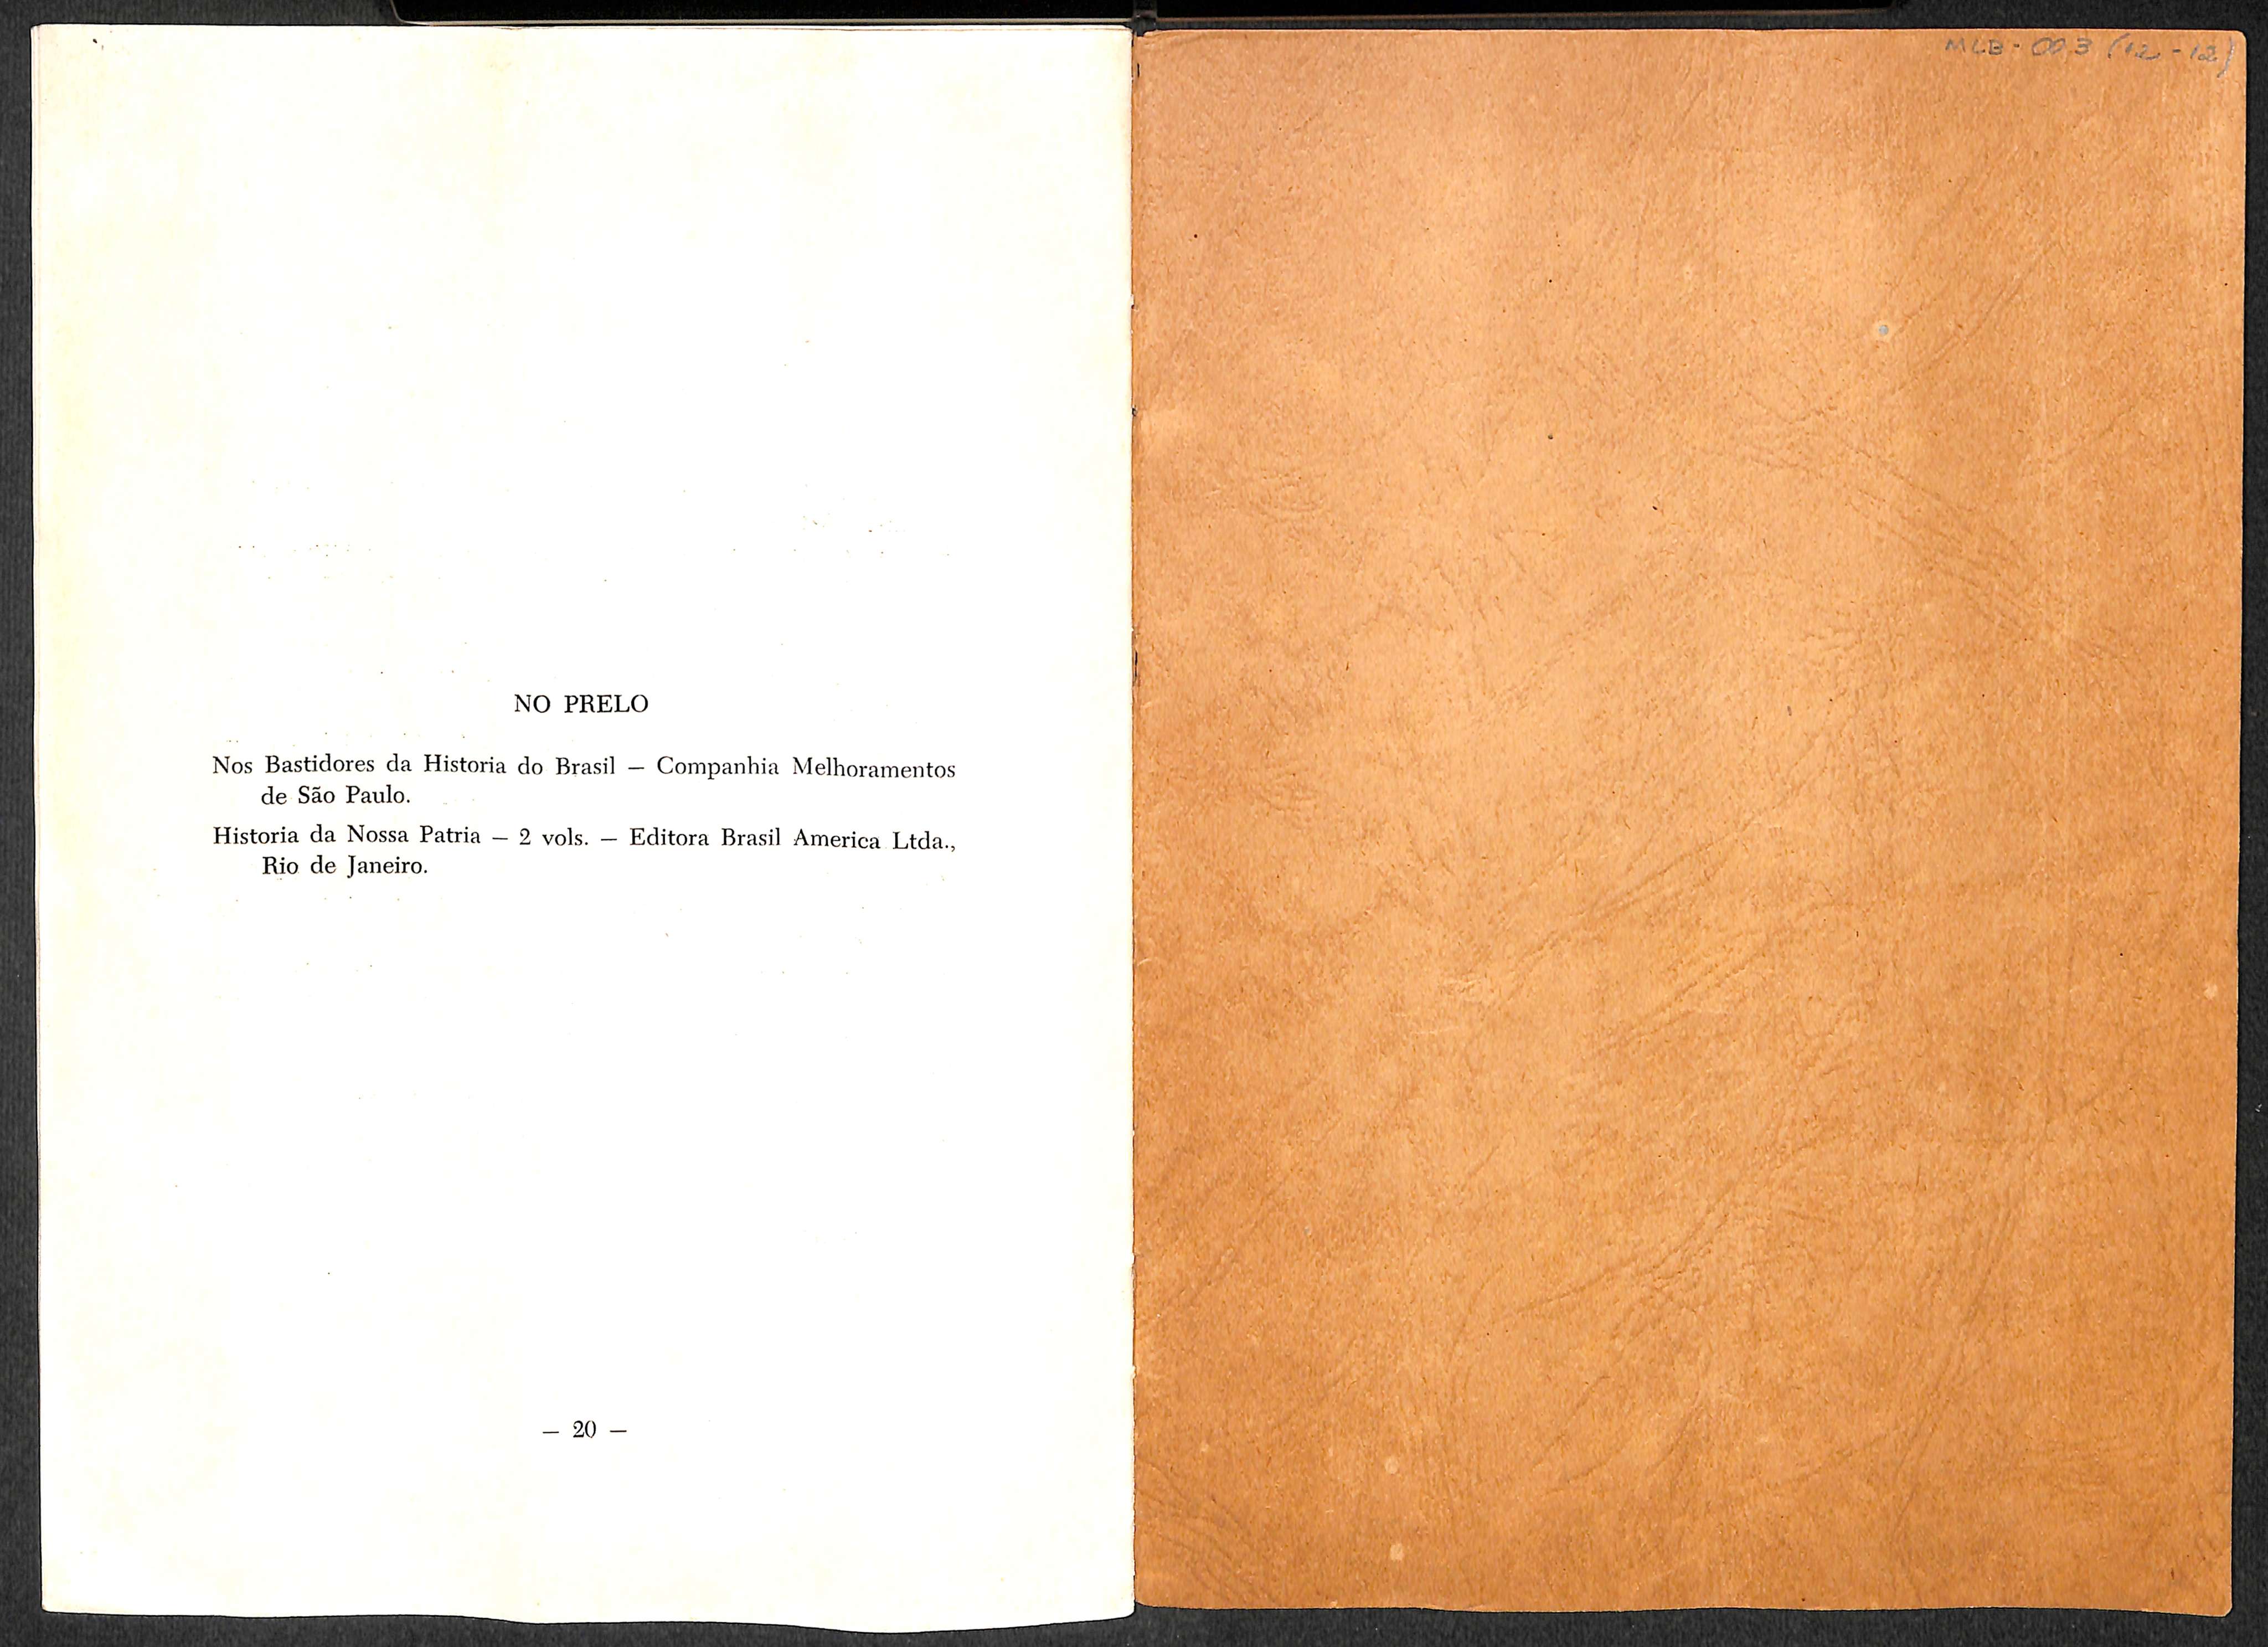 NO PRELO
Nos Bastidores da Historia do Brasil — Companhia Melhoramentos
de São Paulo.
Historia da Nossa Patria — 2 vols. — Editora Brasil America Ltda.,
Rio de Janeiro.
— 20 —
MLB - 003 (12-12)